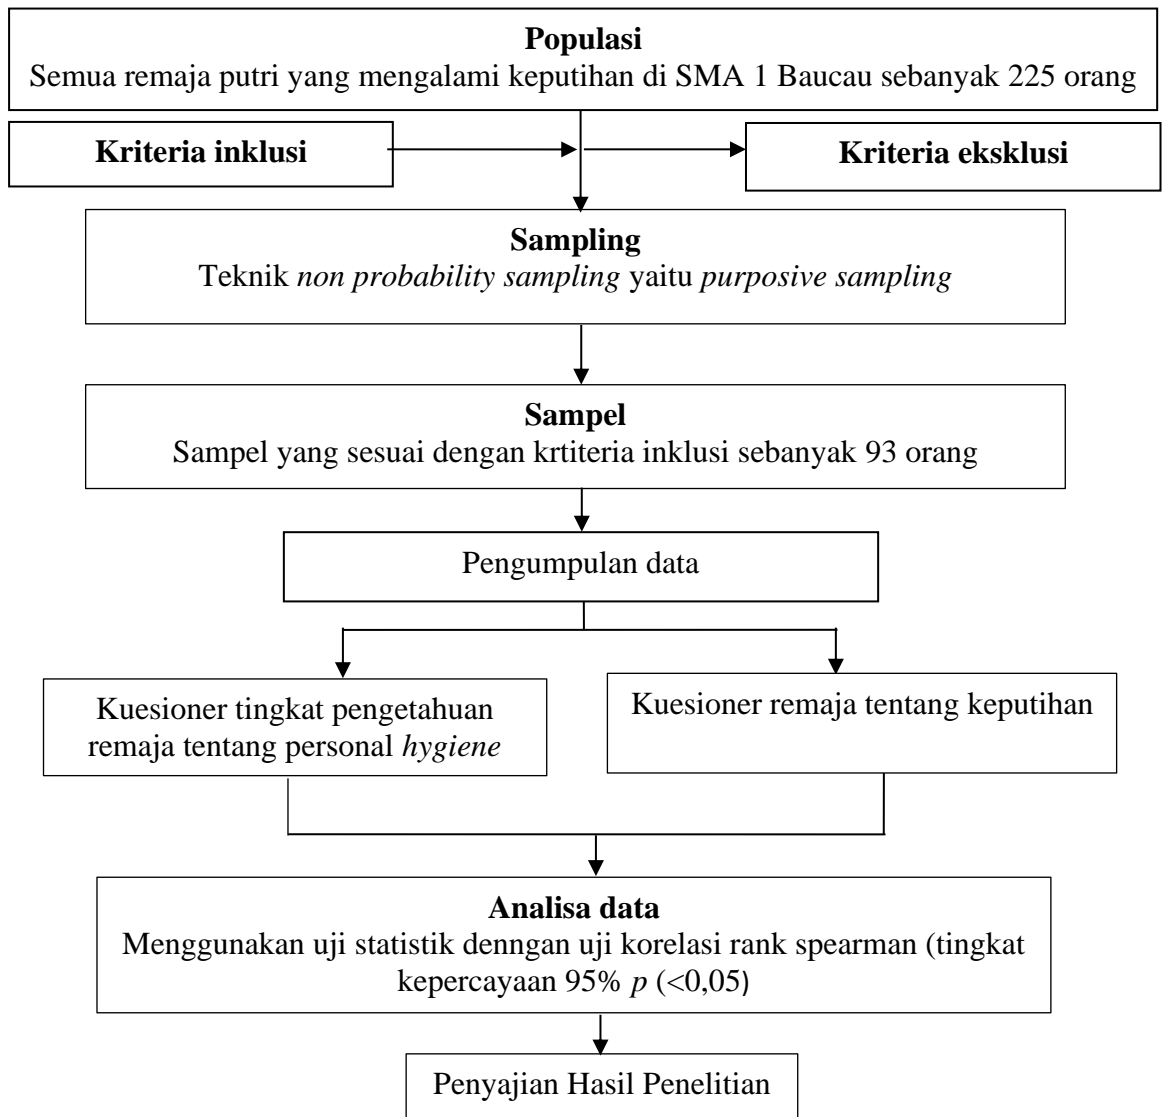 Populasi
Semua remaja putri yang mengalami keputihan di SMA 1 Baucau sebanyak 225 orang
Kriteria inklusi
Kriteria eksklusi
Sampling
Teknik non probability sampling yaitu purposive sampling
Sampel
Sampel yang sesuai dengan krtiteria inklusi sebanyak 93 orang
Pengumpulan data
Kuesioner tingkat pengetahuan
remaja tentang personal hygiene
Kuesioner remaja tentang keputihan
Analisa data
Menggunakan uji statistik denngan uji korelasi rank spearman (tingkat
kepercayaan 95% p (<0,05)
Penyajian Hasil Penelitian